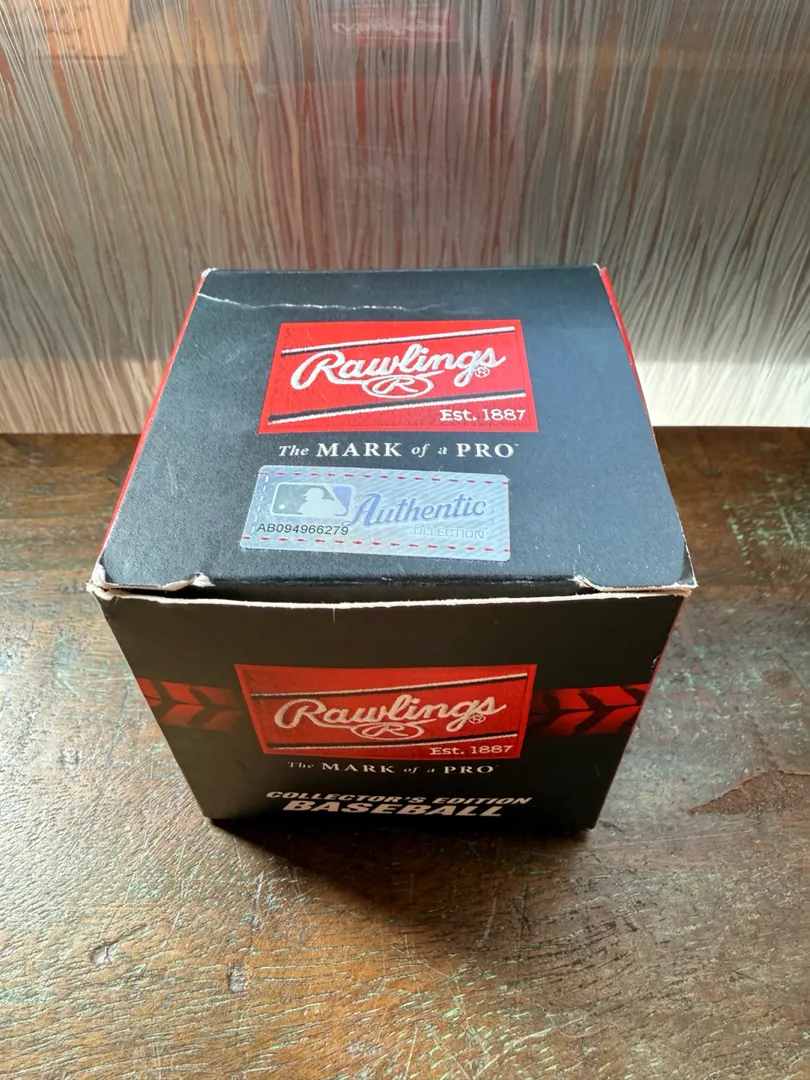 Rawlings®
R
Est. 1887
The MARK of a PRO™
Authentic
AB094966279
COLLECTION
Rawlings®
R
Est. 1887
The MARK of a PRO
COLLECTOR'S EDITION
BASEBALL